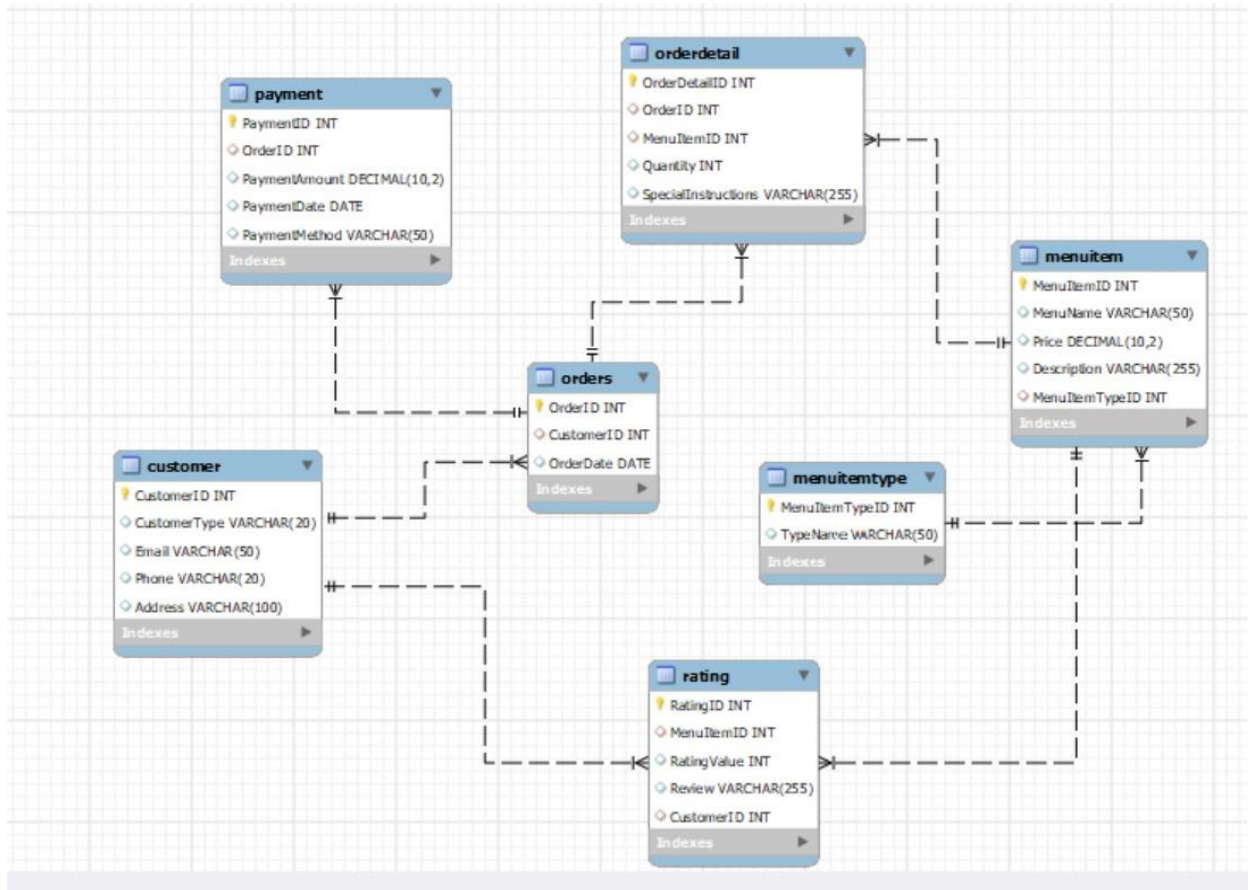 payment
PaymentID INT
OrderID INT
PaymentAmount DECIMAL(10,2)
PaymentDate DATE
PaymentMethod VARCHAR(50)
Indexes
orderdetail
OrderDetailID INT
OrderID INT
MenuItemID INT
Quantity INT
SpecialInstructions VARCHAR(255)
Indexes
menuitem
MenuItemID INT
MenuName VARCHAR(50)
Price DECIMAL(10,2)
Description VARCHAR(255)
MenuItemTypeID INT
Indexes
orders
OrderID INT
CustomerID INT
OrderDate DATE
Indexes
customer
CustomerID INT
CustomerType VARCHAR(20)
Email VARCHAR(50)
Phone VARCHAR(20)
Address VARCHAR(100)
Indexes
menuitemtype
MenuItemTypeID INT
TypeName VARCHAR(50)
Indexes
rating
RatingID INT
MenuItemID INT
RatingValue INT
Review VARCHAR(255)
CustomerID INT
Indexes